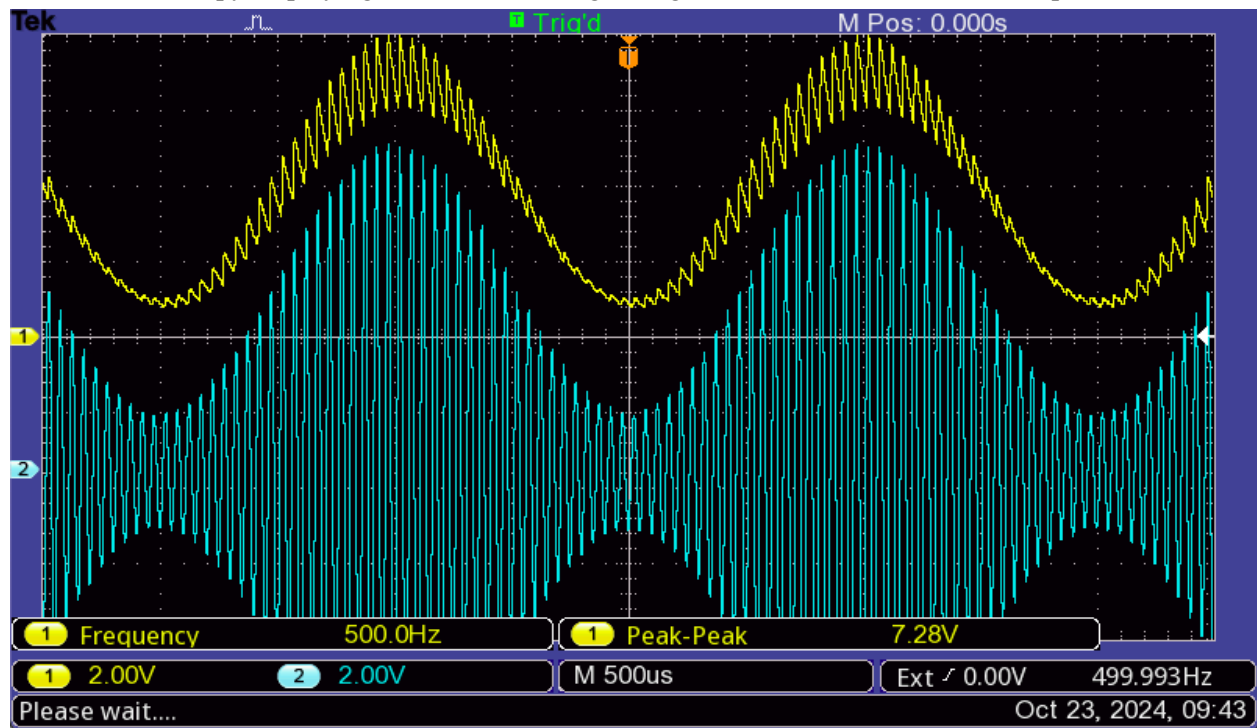 Tek Trig'd M Pos: 0.000s
T
1
2
1 Frequency 500.0Hz 1 Peak-Peak 7.28V
1 2.00V 2 2.00V M 500us Ext 0.00V 499.993Hz
Please wait.... Oct 23, 2024, 09:43